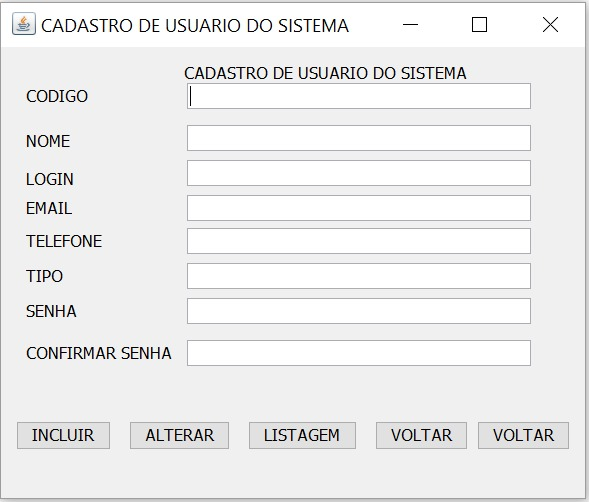 CADASTRO DE USUARIO DO SISTEMA
CADASTRO DE USUARIO DO SISTEMA
CODIGO
NOME
LOGIN
EMAIL
TELEFONE
TIPO
SENHA
CONFIRMAR SENHA
INCLUIR ALTERAR LISTAGEM VOLTAR VOLTAR